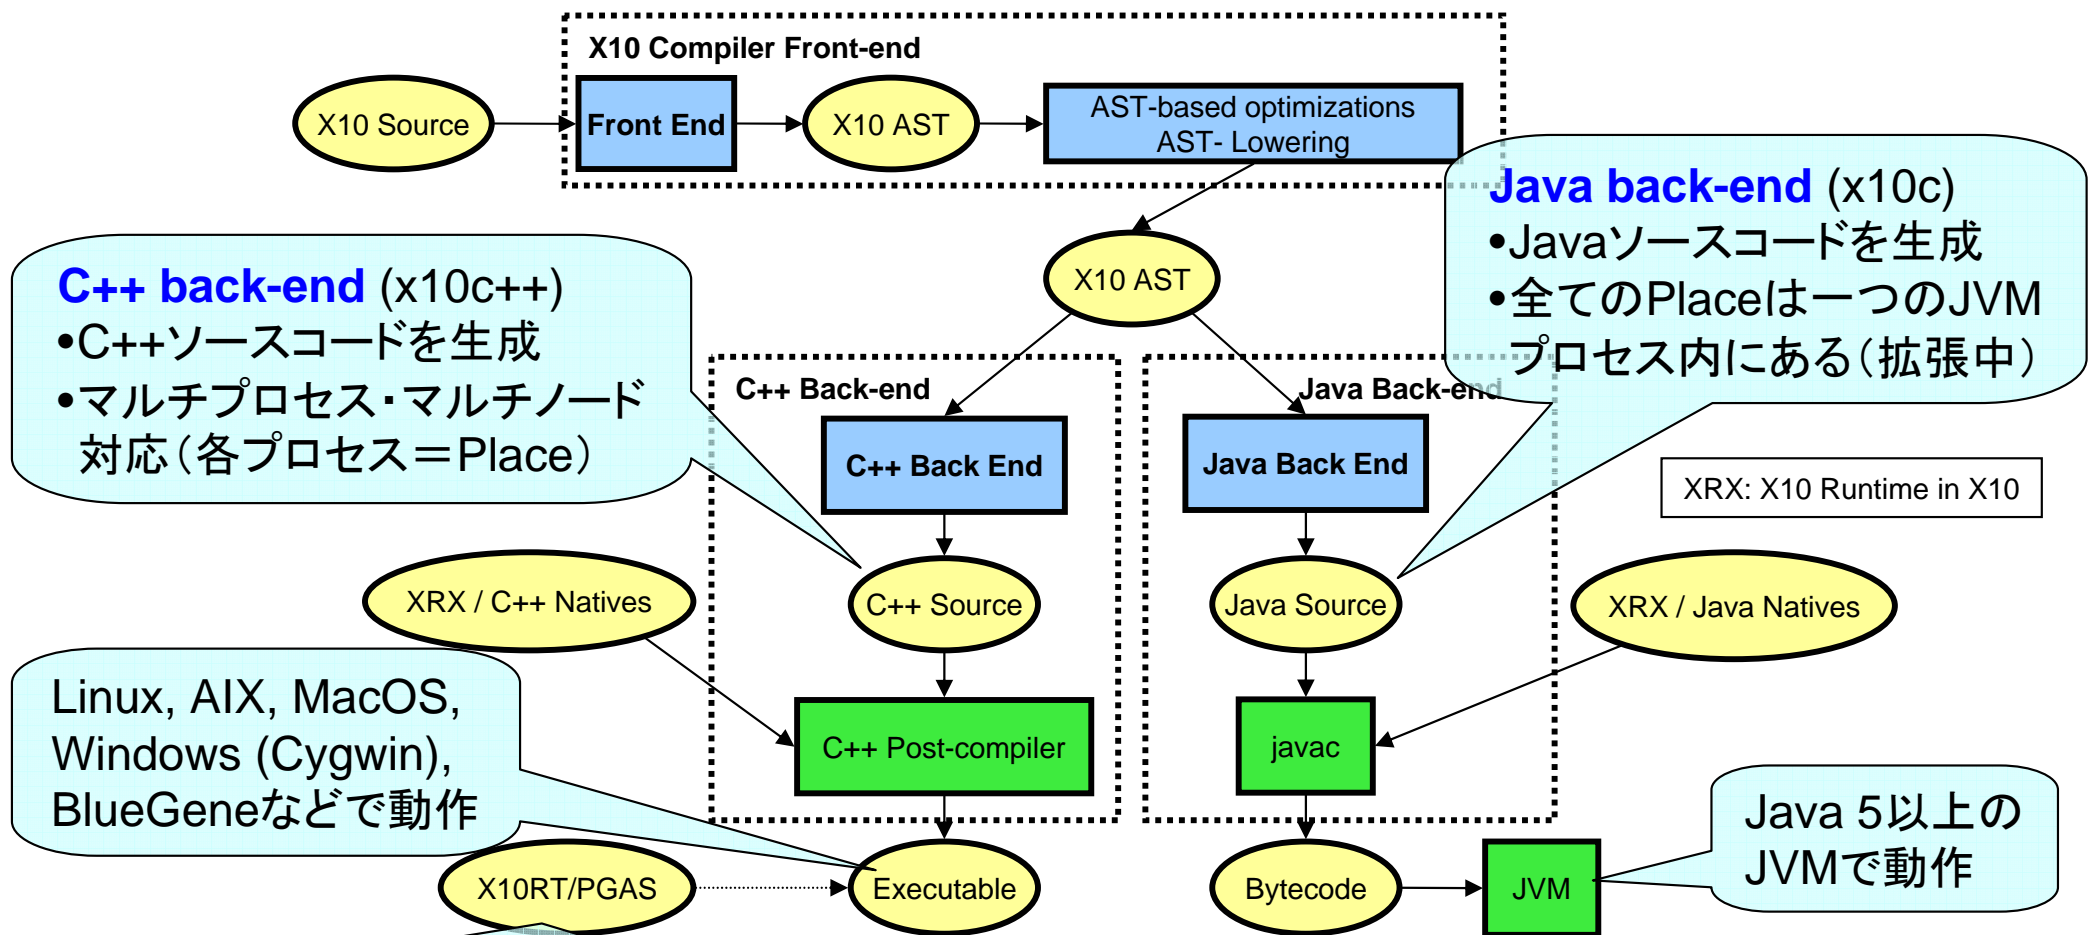 X10 Compiler Front-end
X10 Source
Front End
X10 AST
AST-based optimizations
AST- Lowering
Java back-end (x10c)
•Javaソースコードを生成
•全てのPlaceは一つのJVM
プロセス内にある（拡張中）
C++ back-end (x10c++)
•C++ソースコードを生成
•マルチプロセス・マルチノード
対応（各プロセス＝Place）
X10 AST
C++ Back-end
Java Back-end
C++ Back End
Java Back End
XRX: X10 Runtime in X10
XRX / C++ Natives
C++ Source
Java Source
XRX / Java Natives
Linux, AIX, MacOS,
Windows (Cygwin),
BlueGeneなどで動作
C++ Post-compiler
javac
Java 5以上の
JVMで動作
X10RT/PGAS
Executable
Bytecode
JVM